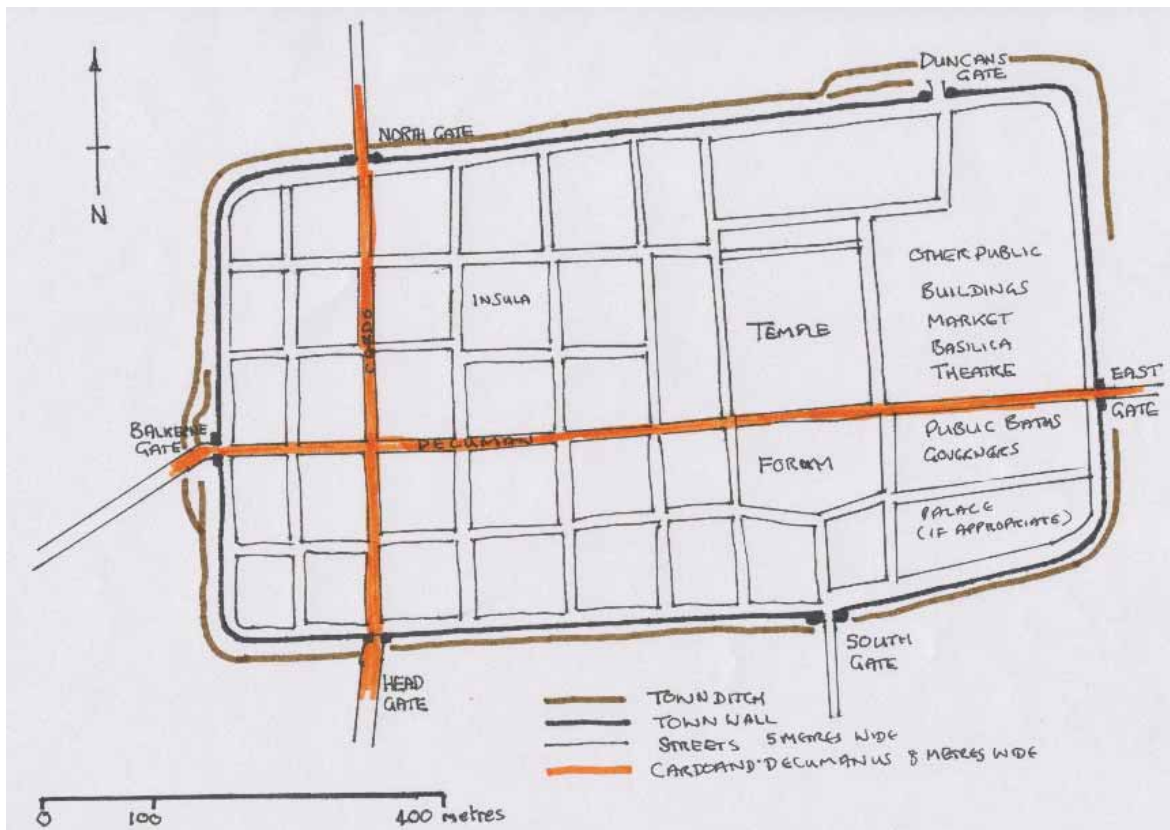 DUNCANS
GATE
NORTH GATE
N
OTHER PUBLIC
BUILDINGS
MARKET
BASILICA
THEATRE
INSULA
TEMPLE
CARDO
EAST
GATE
BALKERNE
GATE
DECUMAN
PUBLIC BATHS
GOVENERS
FORUM
PALACE
(IF APPROPRIATE)
SOUTH
GATE
HEAD
GATE
TOWN DITCH
TOWN WALL
STREETS 5 METRES WIDE
CARDO AND DECUMANUS 8 METRES WIDE
0 100 400 metres